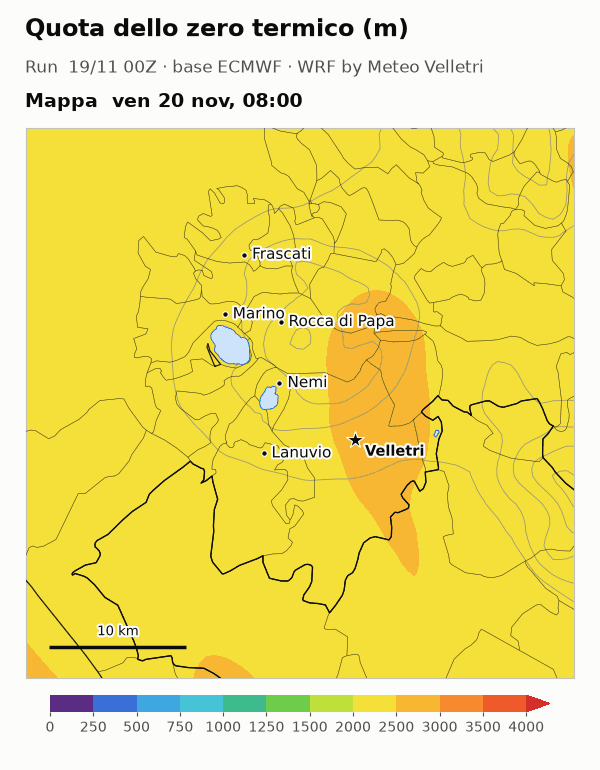 Quota dello zero termico (m)
Run  19/11 00Z · base ECMWF · WRF by Meteo Velletri
Mappa  ven 20 nov, 08:00
Frascati
Marino
Rocca di Papa
Nemi
Velletri
Lanuvio
10 km
0 250 500 750 1000 1250 1500 2000 2500 3000 3500 4000